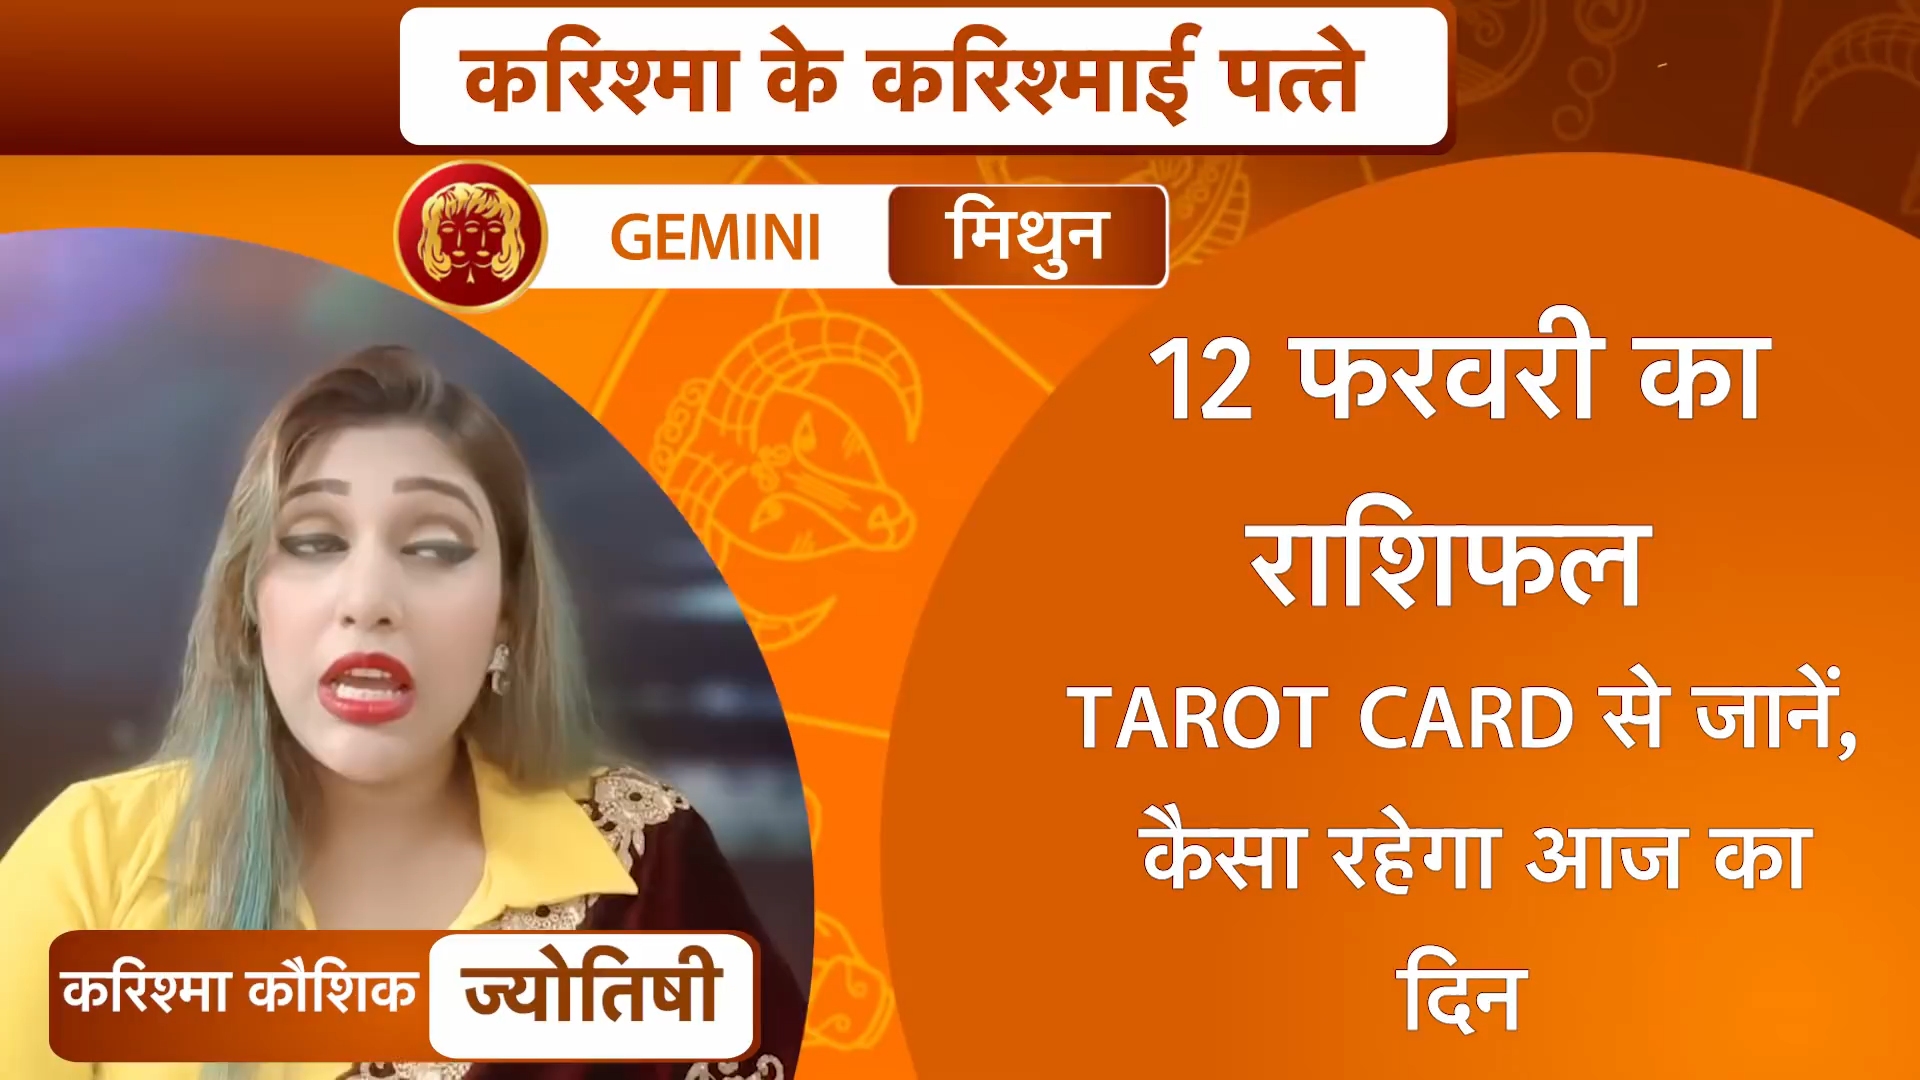 करिश्मा के करिश्माई पत्ते
GEMINI मिथुन
12 फरवरी का
राशिफल
TAROT CARD से जानें,
कैसा रहेगा आज का
दिन
करिश्मा कौशिक ज्योतिषी